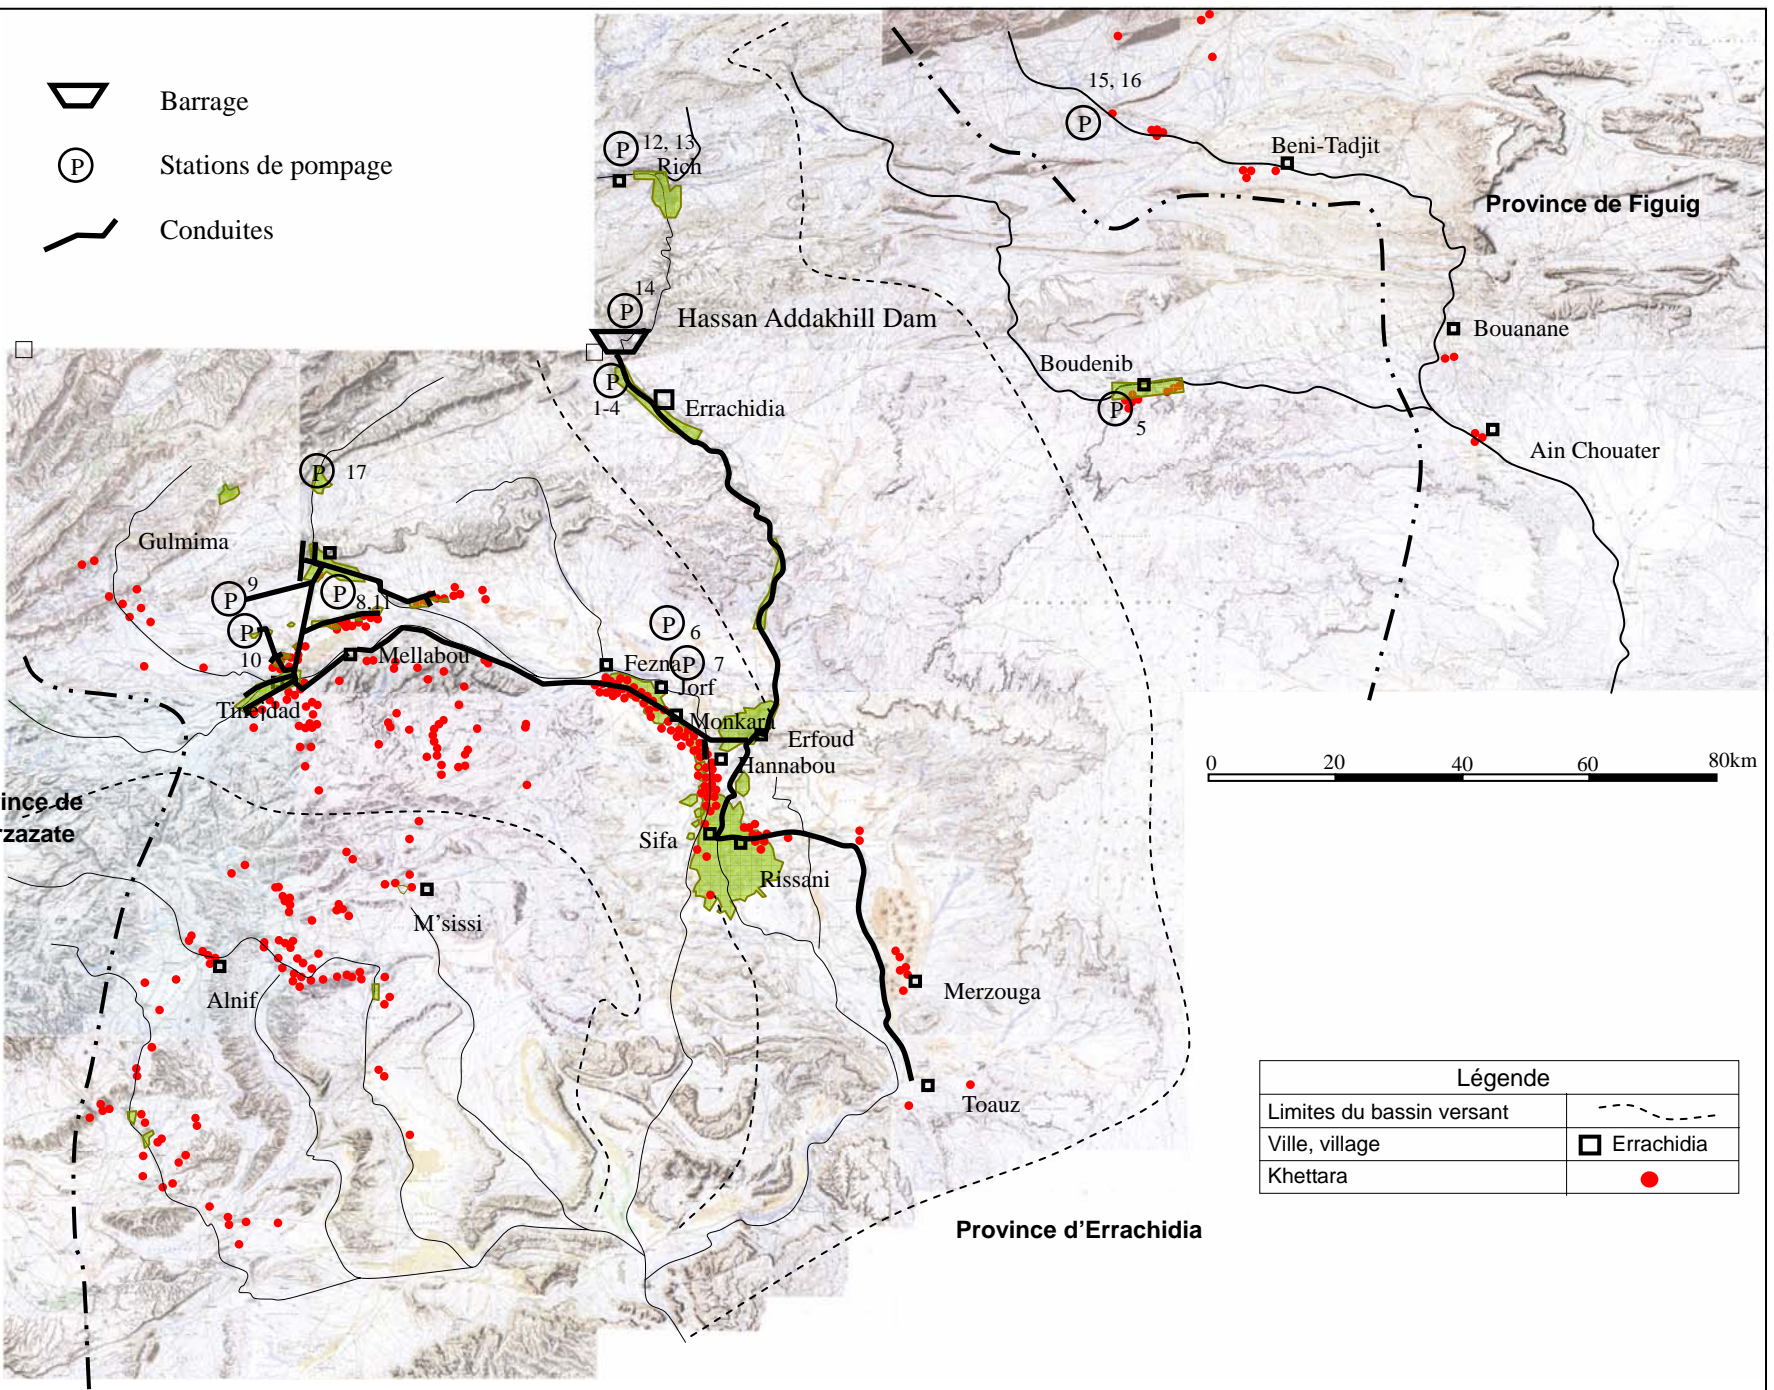 Barrage
P
Stations de pompage
Conduites
15, 16
P
P
12, 13
Rich
Beni-Tadjit
Province de Figuig
14
P
Hassan Addakhill Dam
Bouanane
Boudenib
P
1-4
Errachidia
P
5
Ain Chouater
P
17
Gulmima
P
9
P
8,11
P
10
P
6
Mellabou
Fezna
P
7
Jorf
Tinejdad
Monkara
Erfoud
Hannabou
0
20
40
60
80km
ince de
rzazate
Sifa
Rissani
M'sissi
Alnif
Merzouga
Toauz
Légende
Limites du bassin versant
Ville, village
Errachidia
Khettara
Province d'Errachidia